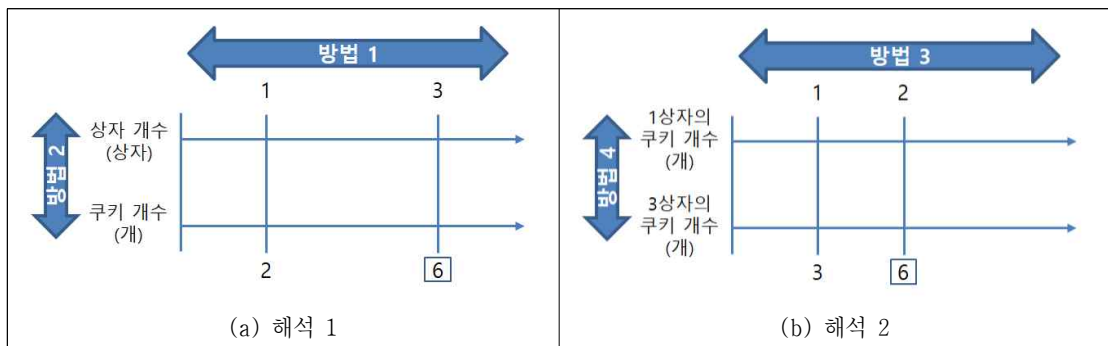 방법 1
1 3
상자 개수
(상자)
방법 2
쿠키 개수
(개)
2 6
(a) 해석 1
방법 3
1 2
1상자의
쿠키 개수
(개)
방법 4
3상자의
쿠키 개수
(개)
3 6
(b) 해석 2